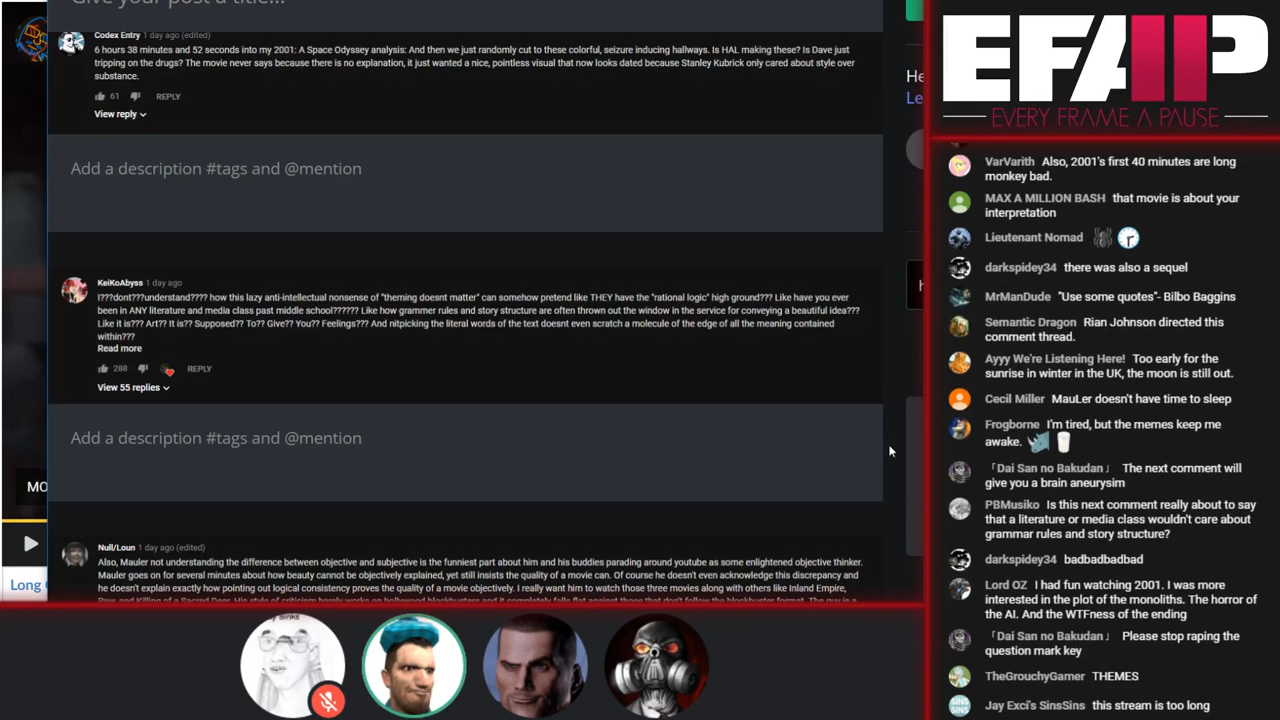 Give your post a title...
Codex Entry 1 day ago (edited)
6 hours 38 minutes and 52 seconds into my 2001: A Space Odyssey analysis: And then we just randomly cut to these colorful, seizure inducing hallways. Is HAL making these? Is Dave just
tripping on the drugs? The movie never says because there is no explanation, it just wanted a nice, pointless visual that now looks dated because Stanley Kubrick only cared about style over
substance.
61 REPLY
View reply
Add a description #tags and @mention
KeiKoAbyss 1 day ago
I???dont???understand???? how this lazy anti-intellectual nonsense of "theming doesnt matter" can somehow pretend like THEY have the "rational logic" high ground??? Like have you ever
been in ANY literature and media class past middle school?????? Like how grammer rules and story structure are often thrown out the window in the service for conveying a beautiful idea???
Like it is??? Art?? It is?? Supposed?? To?? Give?? You?? Feelings??? And nitpicking the literal words of the text doesnt even scratch a molecule of the edge of all the meaning contained
within???
Read more
288 REPLY
View 55 replies
Add a description #tags and @mention
Null/Loun 1 day ago (edited)
Also, Mauler not understanding the difference between objective and subjective is the funniest part about him and his buddies parading around youtube as some enlightened objective thinker.
Mauler goes on for several minutes about how beauty cannot be objectively explained, yet still insists the quality of a movie can. Of course he doesn't even acknowledge this discrepancy and
he doesn't explain exactly how pointing out logical consistency proves the quality of a movie objectively. I really want him to watch those three movies along with others like Inland Empire,
He
Le
MO
Long
EFAP
EVERY FRAME A PAUSE
VarVarith Also, 2001's first 40 minutes are long
monkey bad.
MAX A MILLION BASH that movie is about your
interpretation
Lieutenant Nomad
darkspidey34 there was also a sequel
MrManDude "Use some quotes"- Bilbo Baggins
Semantic Dragon Rian Johnson directed this
comment thread.
Ayyy We're Listening Here! Too early for the
sunrise in winter in the UK, the moon is still out.
Cecil Miller MauLer doesn't have time to sleep
Frogborne I'm tired, but the memes keep me
awake.
「Dai San no Bakudan」 The next comment will
give you a brain aneurysim
PBMusiko Is this next comment really about to say
that a literature or media class wouldn't care about
grammar rules and story structure?
darkspidey34 badbadbadbad
Lord OZ I had fun watching 2001. I was more
interested in the plot of the monoliths. The horror of
the AI. And the WTFness of the ending
「Dai San no Bakudan」 Please stop raping the
question mark key
TheGrouchyGamer THEMES
Jay Exci's SinsSins this stream is too long